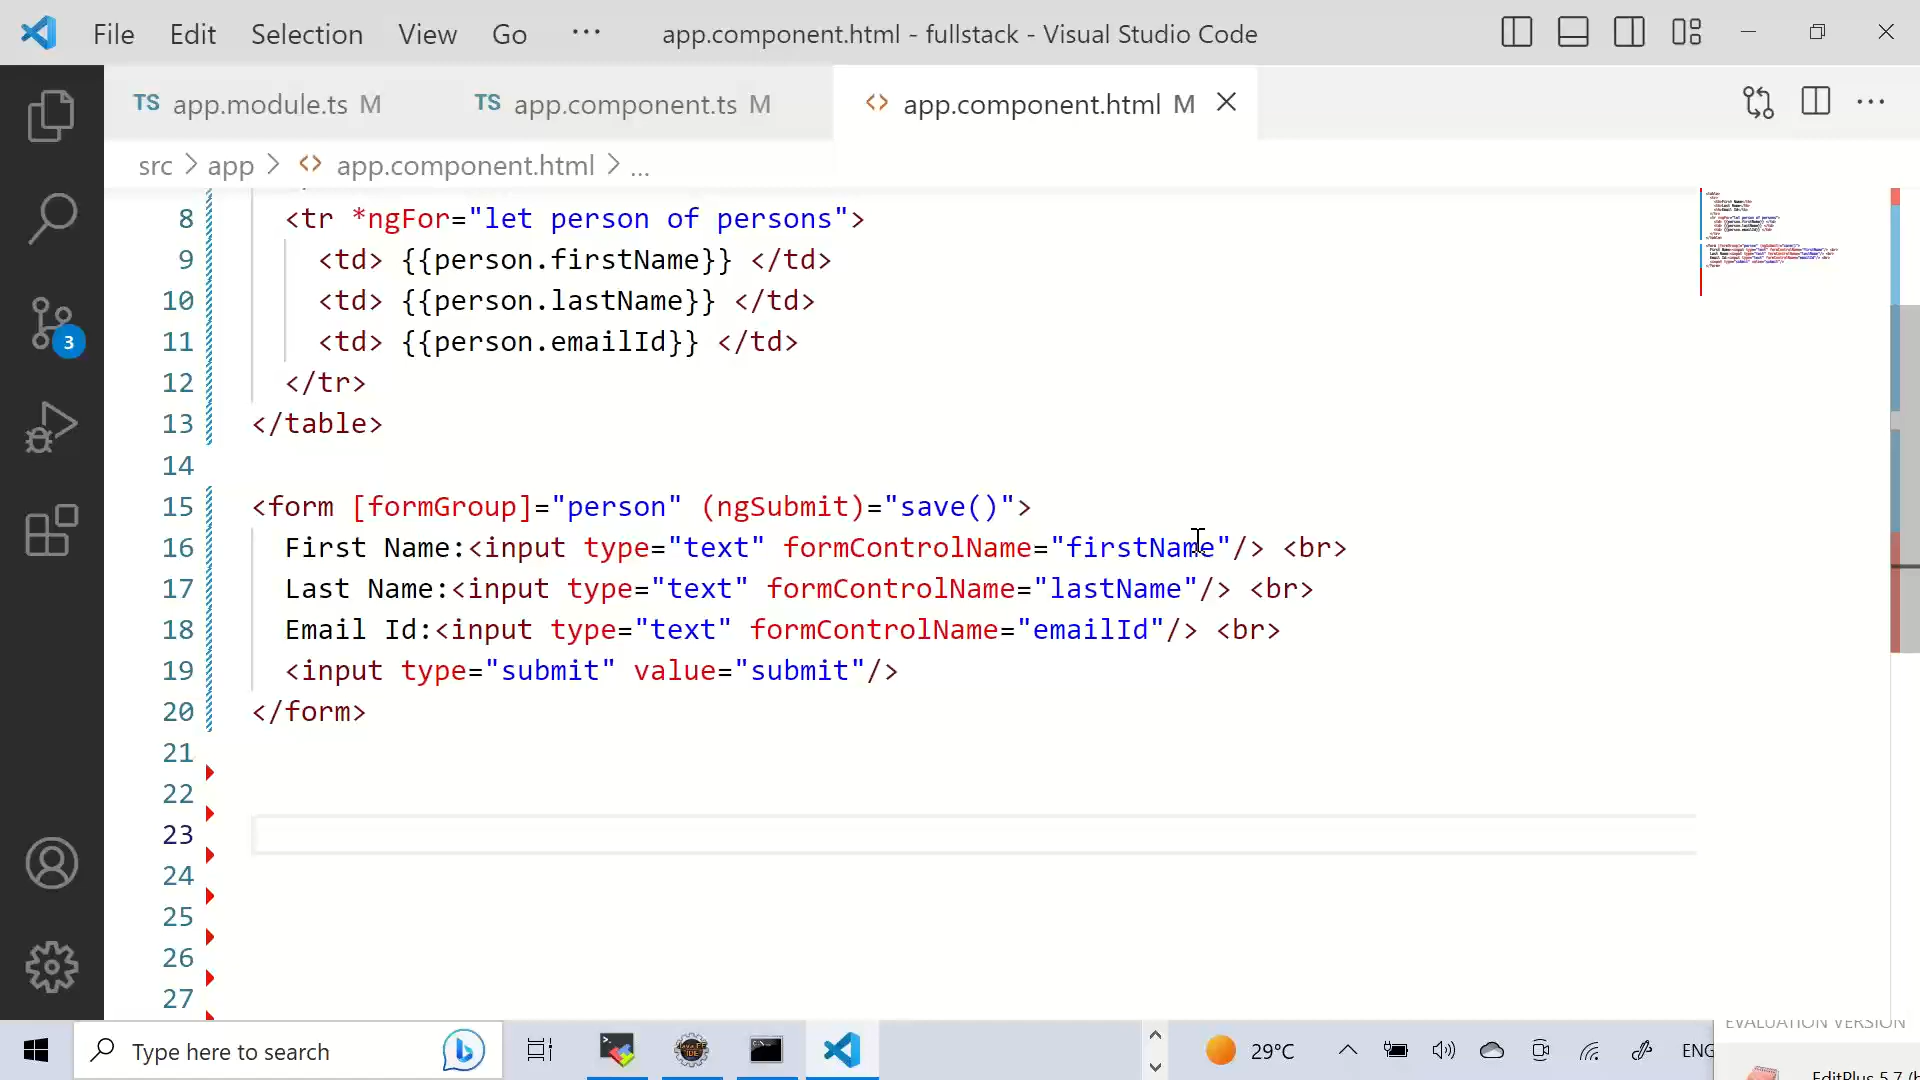 File Edit Selection View Go ··· app.component.html - fullstack - Visual Studio Code
TS app.module.ts M TS app.component.ts M <> app.component.html M
src > app > <> app.component.html > ...
8 <tr *ngFor="let person of persons">
9 <td> {{person.firstName}} </td>
10 <td> {{person.lastName}} </td>
11 <td> {{person.emailId}} </td>
12 </tr>
13 </table>
14
15 <form [formGroup]="person" (ngSubmit)="save()">
16 First Name:<input type="text" formControlName="firstName"/> <br>
17 Last Name:<input type="text" formControlName="lastName"/> <br>
18 Email Id:<input type="text" formControlName="emailId"/> <br>
19 <input type="submit" value="submit"/>
20 </form>
21
22
23
24
25
26
27
3
EVALUATION VERSION
Type here to search
29°C
ENG
EditPlus 5.7